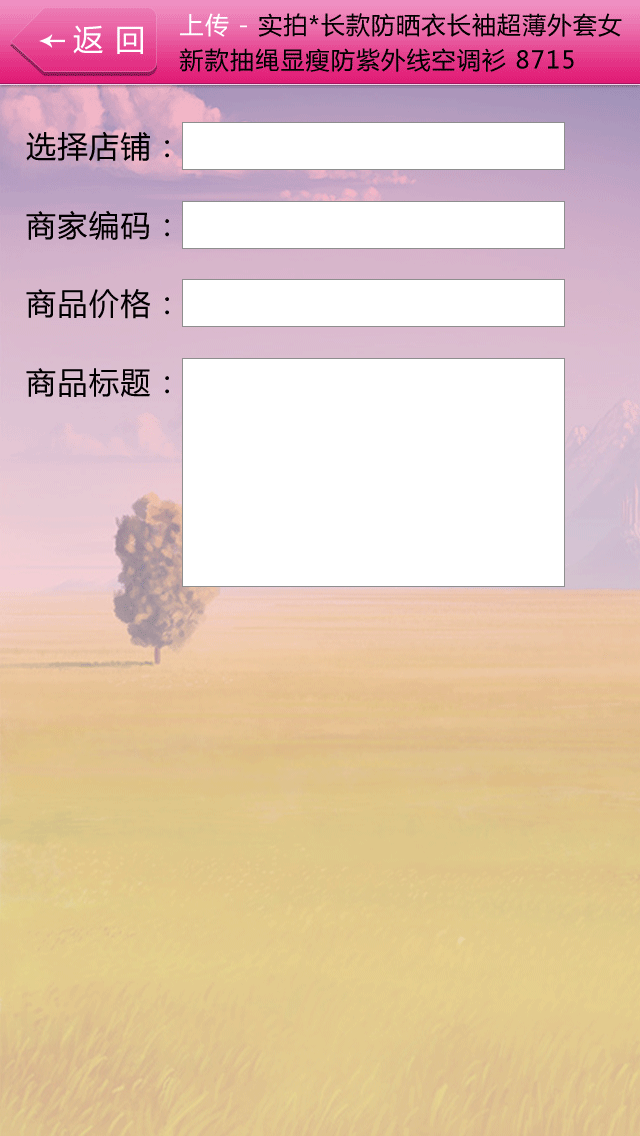 ←返 回
上传 - 实拍*长款防晒衣长袖超薄外套女
新款抽绳显瘦防紫外线空调衫 8715
选择店铺：
商家编码：
商品价格：
商品标题：